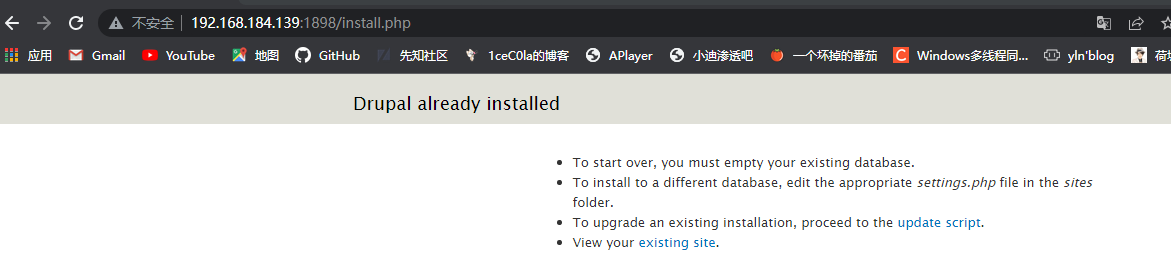 不安全 | 192.168.184.139:1898/install.php
应用 Gmail YouTube 地图 GitHub 先知社区 1ceC0la的博客 APlayer 小迪渗透吧 一个坏掉的番茄 Windows多线程同... yln'blog
Drupal already installed
To start over, you must empty your existing database.
To install to a different database, edit the appropriate settings.php file in the sites
folder.
To upgrade an existing installation, proceed to the update script.
View your existing site.